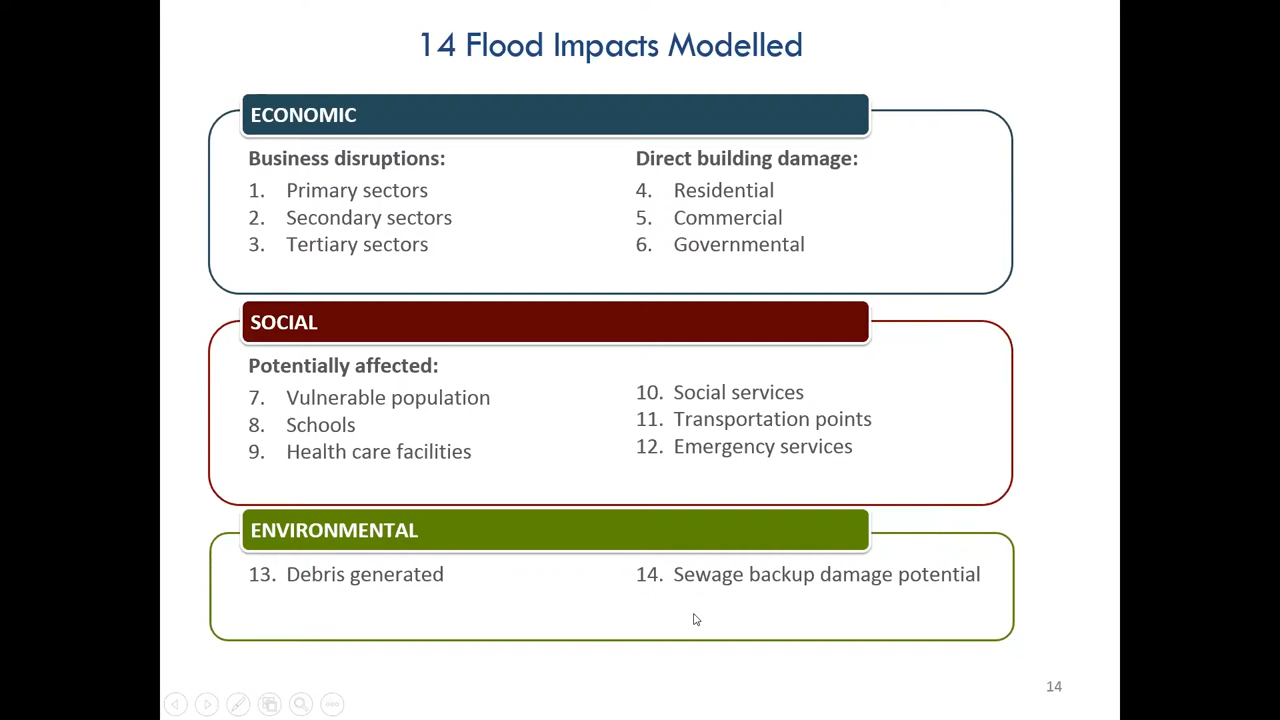 14 Flood Impacts Modelled
ECONOMIC
Business disruptions:
1. Primary sectors
2. Secondary sectors
3. Tertiary sectors
Direct building damage:
4. Residential
5. Commercial
6. Governmental
SOCIAL
Potentially affected:
7. Vulnerable population
8. Schools
9. Health care facilities
10. Social services
11. Transportation points
12. Emergency services
ENVIRONMENTAL
13. Debris generated
14. Sewage backup damage potential
14